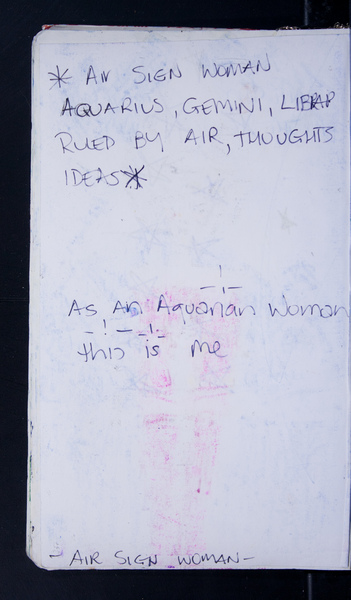 * Air SIGN WOMAN
AQUARIUS, GEMINI, LIBRA
RULED BY AIR, THOUGHTS
IDEAS *
As An Aquarian Woman
this is me
- AIR SIGN WOMAN -